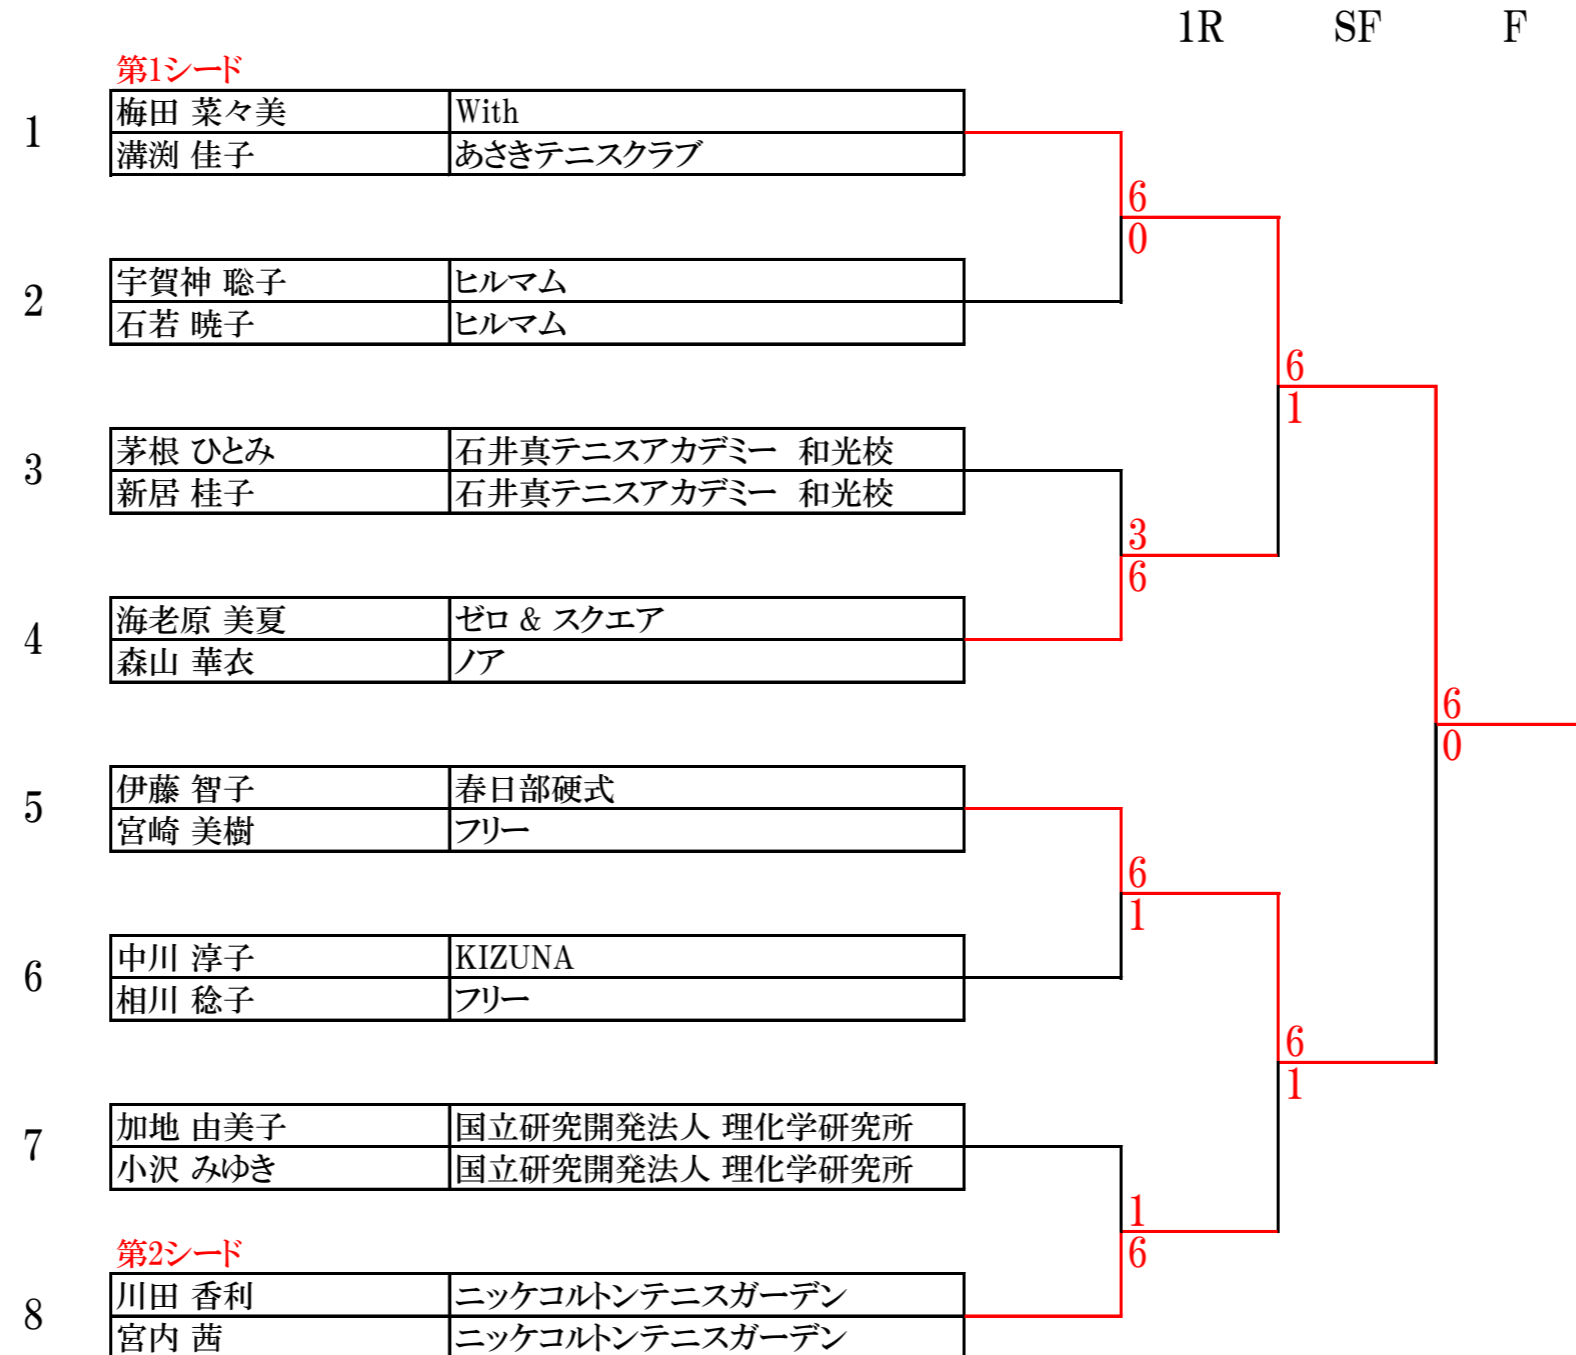 1R SF F
第1シード
1
梅田 菜々美 With
溝渕 佳子 あさきテニスクラブ
6
0
2
宇賀神 聡子 ヒルマム
石若 暁子 ヒルマム
6
1
3
茅根 ひとみ 石井真テニスアカデミー 和光校
新居 桂子 石井真テニスアカデミー 和光校
3
6
4
海老原 美夏 ゼロ & スクエア
森山 華衣 ノア
6
0
5
伊藤 智子 春日部硬式
宮崎 美樹 フリー
6
1
6
中川 淳子 KIZUNA
相川 稔子 フリー
6
1
7
加地 由美子 国立研究開発法人 理化学研究所
小沢 みゆき 国立研究開発法人 理化学研究所
1
6
第2シード
8
川田 香利 ニッケコルトンテニスガーデン
宮内 茜 ニッケコルトンテニスガーデン